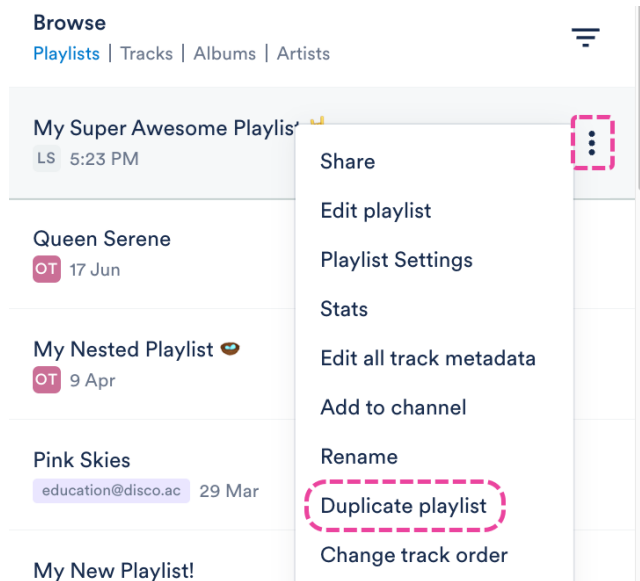 Browse
Playlists | Tracks | Albums | Artists
My Super Awesome Playlis
LS 5:23 PM
Share
Edit playlist
Playlist Settings
Stats
Edit all track metadata
Add to channel
Rename
Duplicate playlist
Change track order
Queen Serene
OT 17 Jun
My Nested Playlist 🪺
OT 9 Apr
Pink Skies
education@disco.ac 29 Mar
My New Playlist!